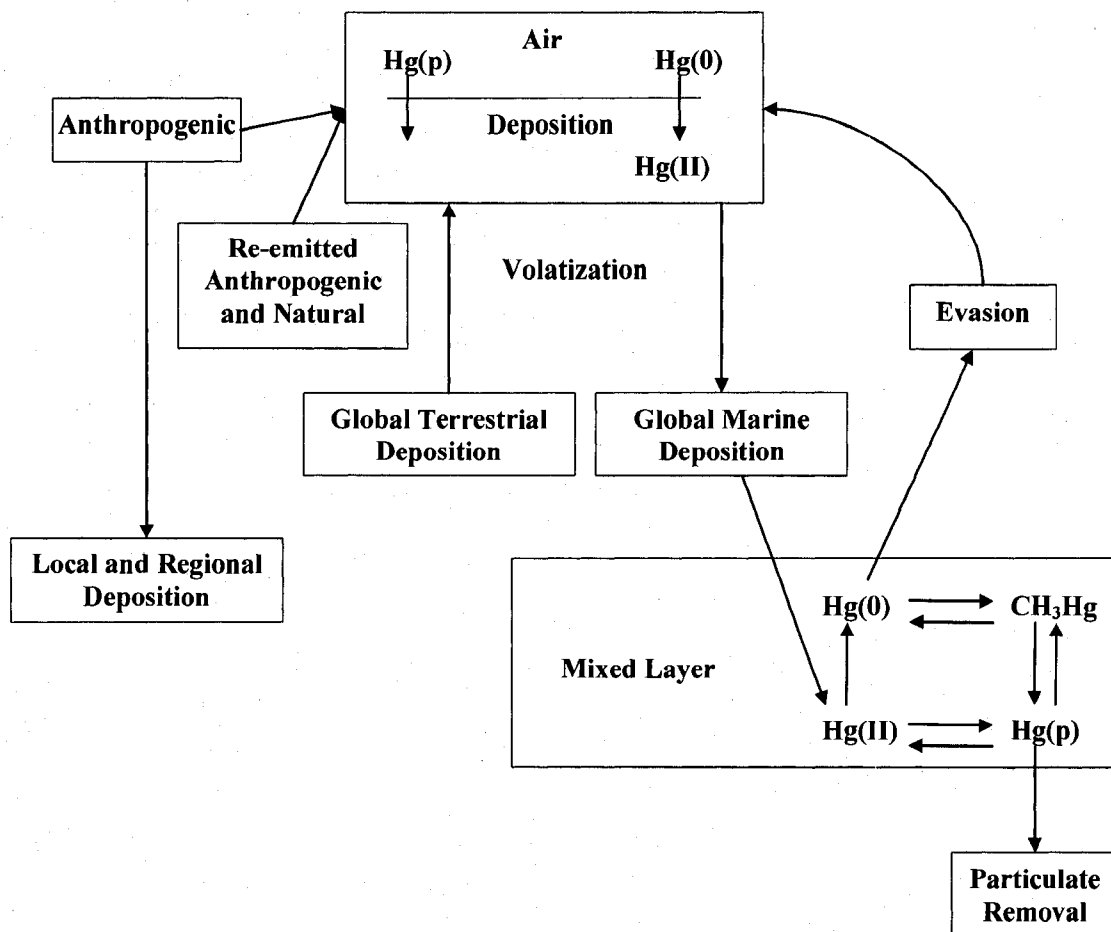 Air
Hg(p)
Hg(0)
Anthropogenic
Deposition
Hg(II)
Re-emitted
Anthropogenic
and Natural
Volatization
Evasion
Global Terrestrial
Deposition
Global Marine
Deposition
Local and Regional
Deposition
Hg(0)
CH₃Hg
Mixed Layer
Hg(II)
Hg(p)
Particulate
Removal